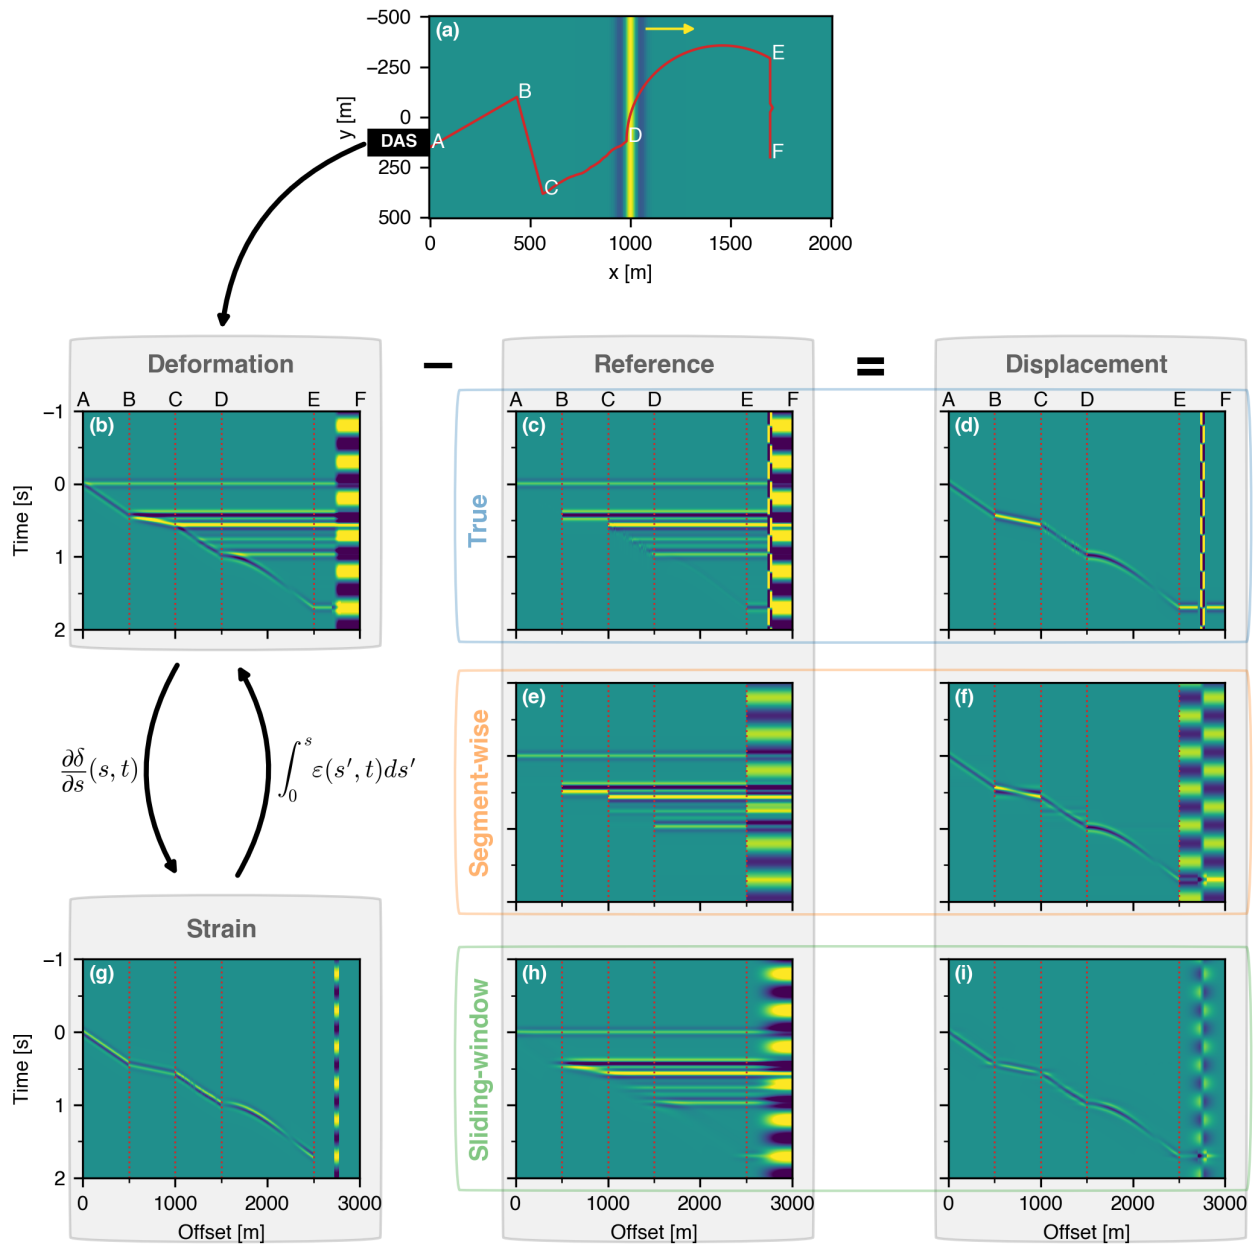 (a)
−500
−250
0
250
500
y [m]
DAS
A
B
C
D
E
F
0 500 1000 1500 2000
x [m]
Deformation
−
Reference
=
Displacement
A B C D E F
A B C D E F
A B C D E F
True
(b)
(c)
(d)
−1
0
1
2
Time [s]
0 1000 2000 3000
Segment-wise
(e)
(f)
∂δ/∂s (s, t)
∫₀ˢ ε(s′, t)ds′
Strain
Sliding-window
(g)
(h)
(i)
−1
0
1
2
Time [s]
0 1000 2000 3000
0 1000 2000 3000
Offset [m]
Offset [m]
Offset [m]